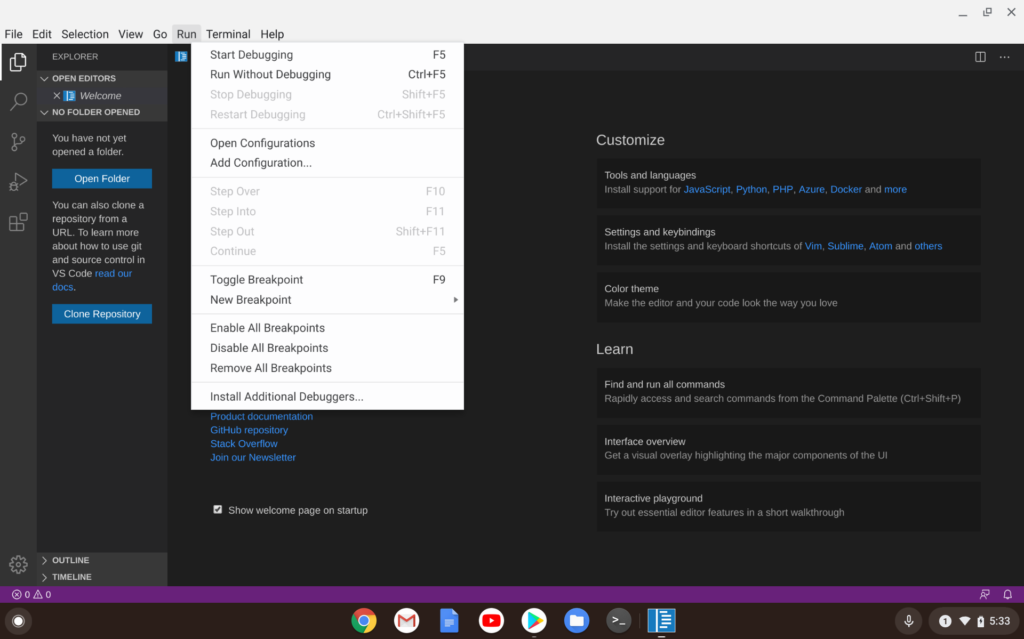 File Edit Selection View Go Run Terminal Help
EXPLORER
OPEN EDITORS
Welcome
NO FOLDER OPENED
You have not yet
opened a folder.
Open Folder
You can also clone a
repository from a
URL. To learn more
about how to use git
and source control in
VS Code read our
docs.
Clone Repository
OUTLINE
TIMELINE
Start Debugging F5
Run Without Debugging Ctrl+F5
Stop Debugging Shift+F5
Restart Debugging Ctrl+Shift+F5
Open Configurations
Add Configuration...
Step Over F10
Step Into F11
Step Out Shift+F11
Continue F5
Toggle Breakpoint F9
New Breakpoint
Enable All Breakpoints
Disable All Breakpoints
Remove All Breakpoints
Install Additional Debuggers...
Product documentation
GitHub repository
Stack Overflow
Join our Newsletter
Show welcome page on startup
Customize
Tools and languages
Install support for JavaScript, Python, PHP, Azure, Docker and more
Settings and keybindings
Install the settings and keyboard shortcuts of Vim, Sublime, Atom and others
Color theme
Make the editor and your code look the way you love
Learn
Find and run all commands
Rapidly access and search commands from the Command Palette (Ctrl+Shift+P)
Interface overview
Get a visual overlay highlighting the major components of the UI
Interactive playground
Try out essential editor features in a short walkthrough
0 0
1 5:33